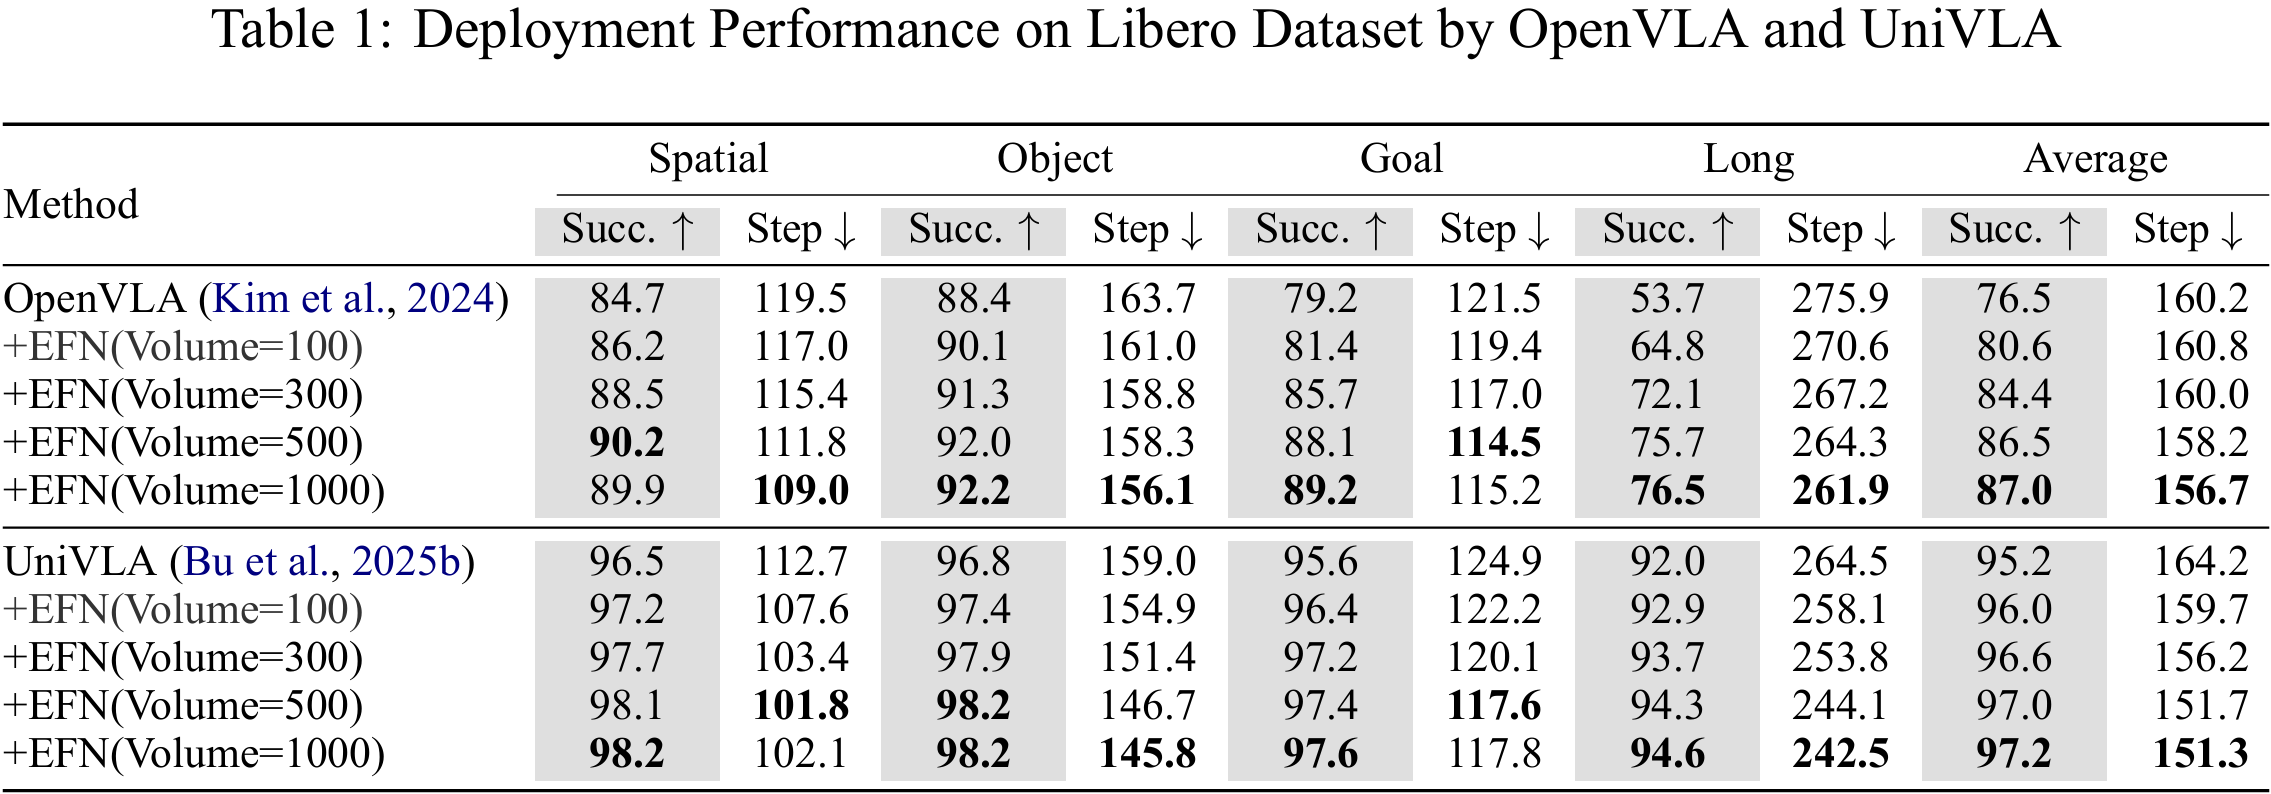 Table 1: Deployment Performance on Libero Dataset by OpenVLA and UniVLA
Method Spatial Object Goal Long Average
Succ. ↑ Step ↓ Succ. ↑ Step ↓ Succ. ↑ Step ↓ Succ. ↑ Step ↓ Succ. ↑ Step ↓
OpenVLA (Kim et al., 2024) 84.7 119.5 88.4 163.7 79.2 121.5 53.7 275.9 76.5 160.2
+EFN(Volume=100) 86.2 117.0 90.1 161.0 81.4 119.4 64.8 270.6 80.6 160.8
+EFN(Volume=300) 88.5 115.4 91.3 158.8 85.7 117.0 72.1 267.2 84.4 160.0
+EFN(Volume=500) 90.2 111.8 92.0 158.3 88.1 114.5 75.7 264.3 86.5 158.2
+EFN(Volume=1000) 89.9 109.0 92.2 156.1 89.2 115.2 76.5 261.9 87.0 156.7
UniVLA (Bu et al., 2025b) 96.5 112.7 96.8 159.0 95.6 124.9 92.0 264.5 95.2 164.2
+EFN(Volume=100) 97.2 107.6 97.4 154.9 96.4 122.2 92.9 258.1 96.0 159.7
+EFN(Volume=300) 97.7 103.4 97.9 151.4 97.2 120.1 93.7 253.8 96.6 156.2
+EFN(Volume=500) 98.1 101.8 98.2 146.7 97.4 117.6 94.3 244.1 97.0 151.7
+EFN(Volume=1000) 98.2 102.1 98.2 145.8 97.6 117.8 94.6 242.5 97.2 151.3